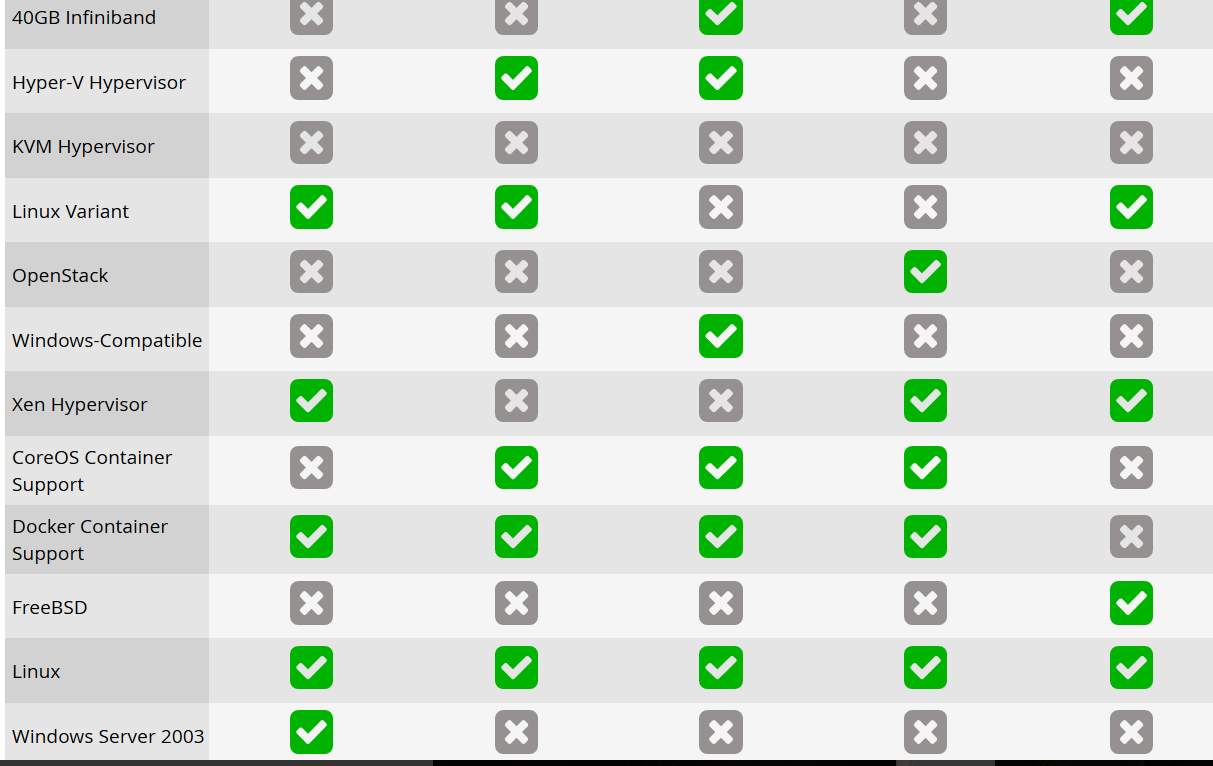 40GB Infiniband
Hyper-V Hypervisor
KVM Hypervisor
Linux Variant
OpenStack
Windows-Compatible
Xen Hypervisor
CoreOS Container
Support
Docker Container
Support
FreeBSD
Linux
Windows Server 2003